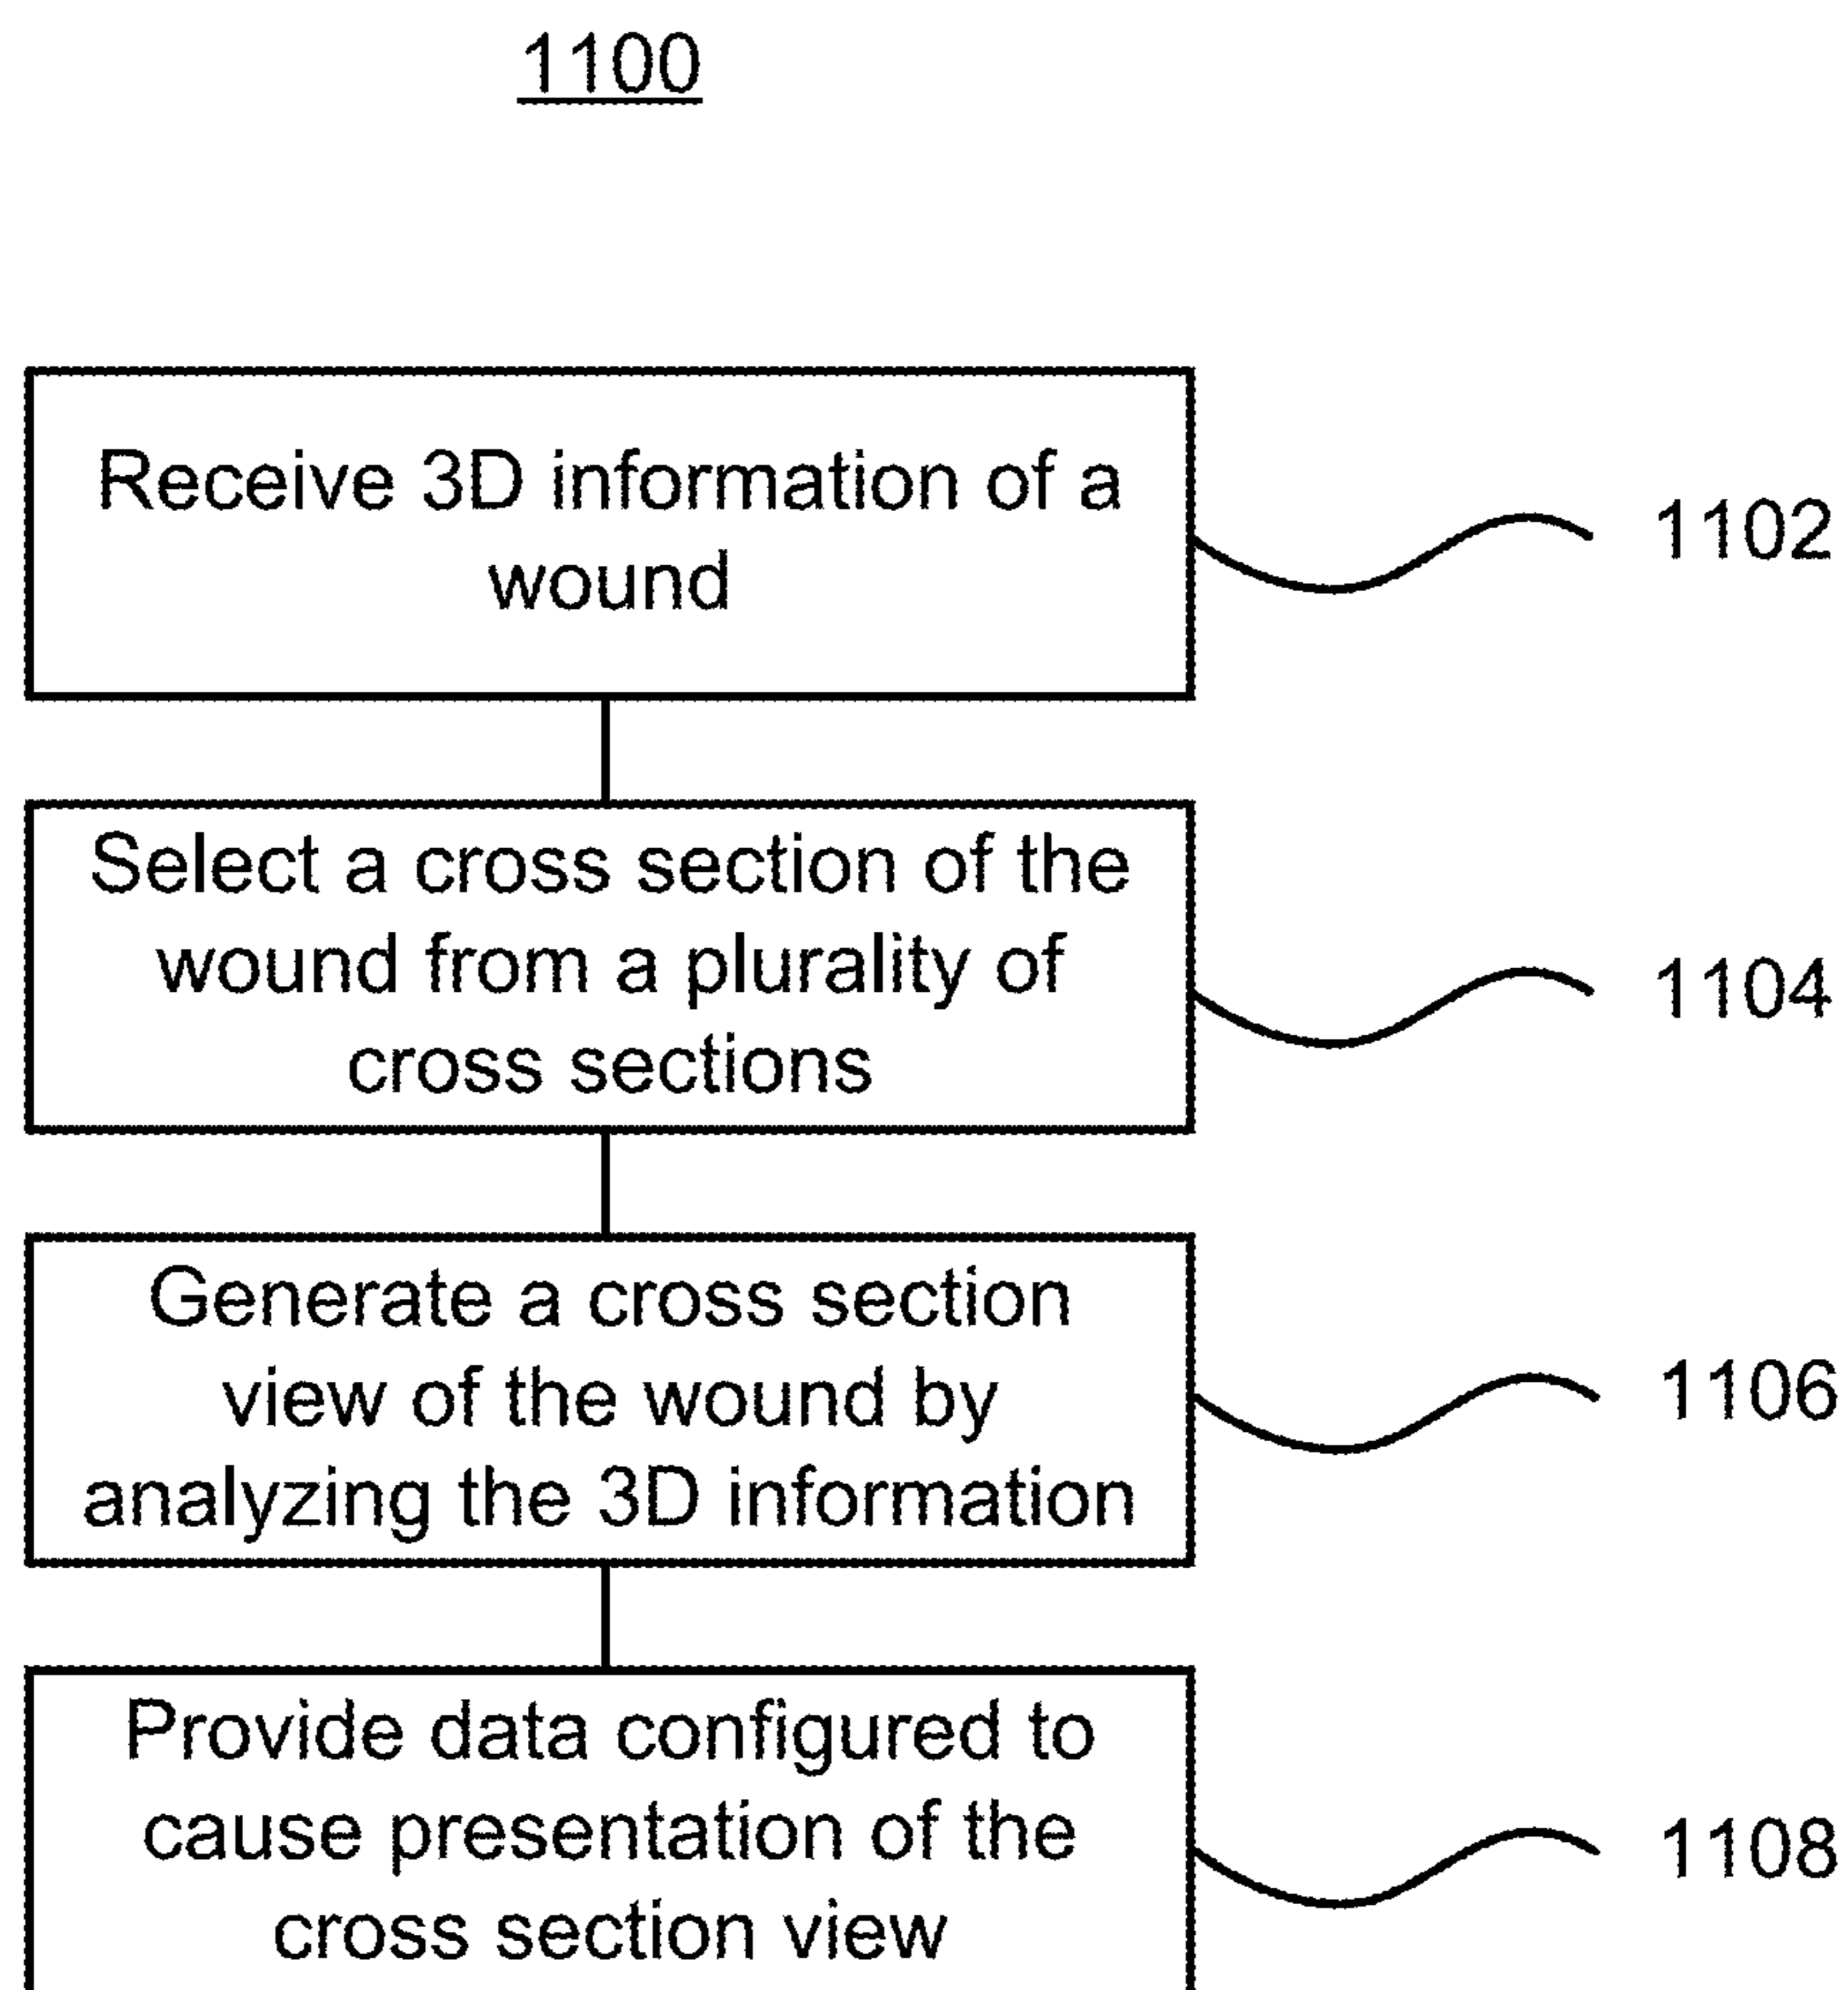 1100
Receive 3D information of a
wound
1102
Select a cross section of the
wound from a plurality of
cross sections
1104
Generate a cross section
view of the wound by
analyzing the 3D information
1106
Provide data configured to
cause presentation of the
cross section view
1108